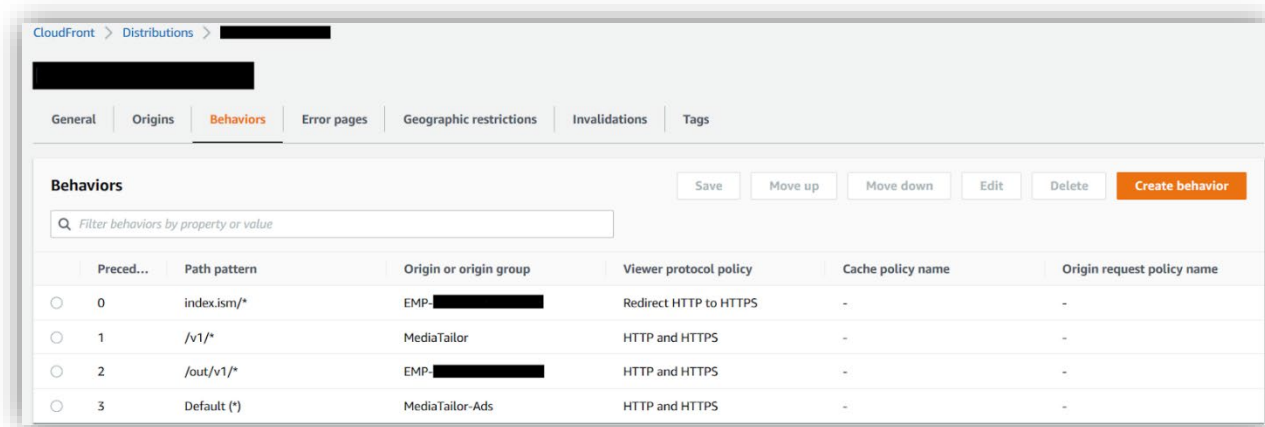 CloudFront > Distributions >
General Origins Behaviors Error pages Geographic restrictions Invalidations Tags
Behaviors Save Move up Move down Edit Delete Create behavior
Filter behaviors by property or value
Preced... Path pattern Origin or origin group Viewer protocol policy Cache policy name Origin request policy name
0 index.ism/* EMP- Redirect HTTP to HTTPS - -
1 /v1/* MediaTailor HTTP and HTTPS - -
2 /out/v1/* EMP- HTTP and HTTPS - -
3 Default (*) MediaTailor-Ads HTTP and HTTPS - -